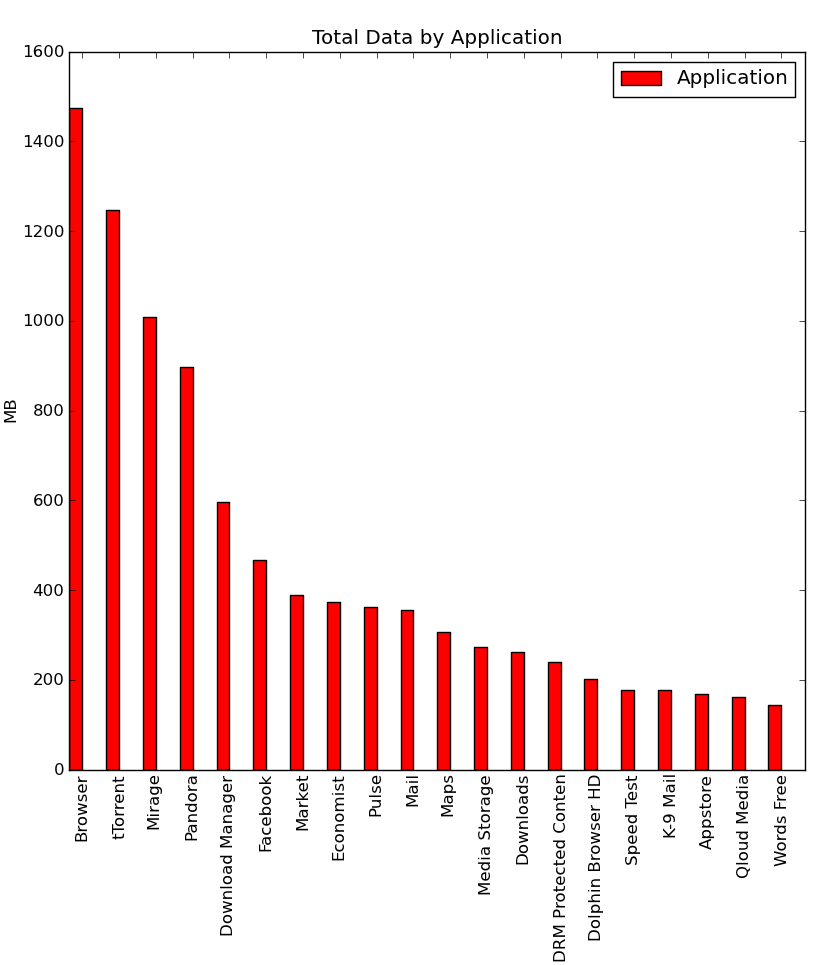 Total Data by Application
Application
1600
1400
1200
1000
800
600
400
200
0
MB
Browser
tTorrent
Mirage
Pandora
Download Manager
Facebook
Market
Economist
Pulse
Mail
Maps
Media Storage
Downloads
DRM Protected Conten
Dolphin Browser HD
Speed Test
K-9 Mail
Appstore
Qloud Media
Words Free